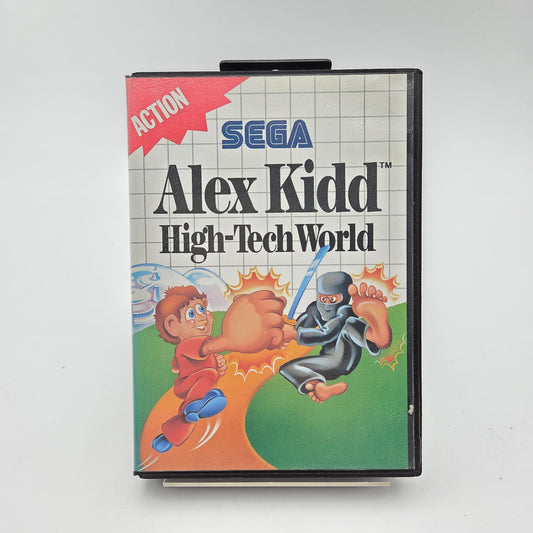 ACTION
SEGA
Alex Kidd™
High-Tech World